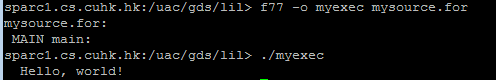 sparc1.cs.cuhk.hk:/uac/gds/lil> f77 -o myexec mysource.for
mysource.for:
 MAIN main:
sparc1.cs.cuhk.hk:/uac/gds/lil> ./myexec
  Hello, world!